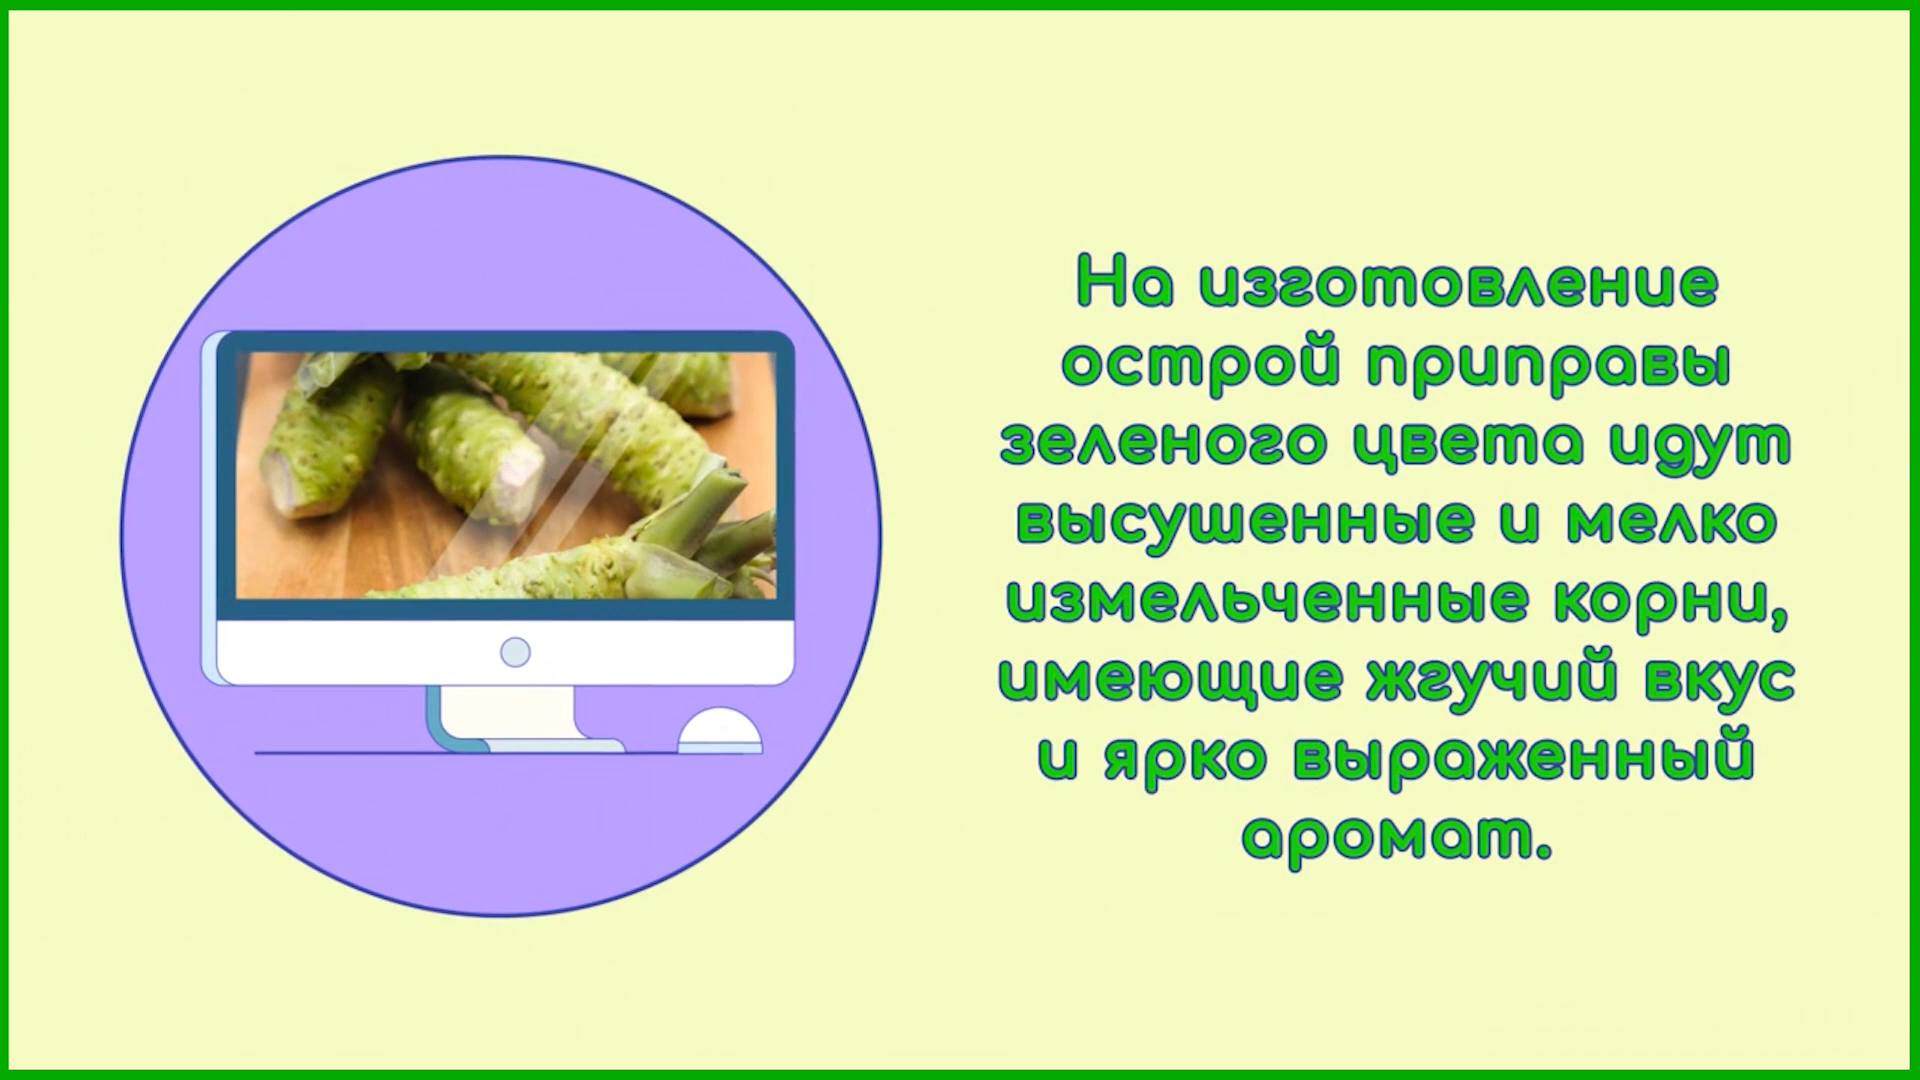 На изготовление
острой приправы
зеленого цвета идут
высушенные и мелко
измельченные корни,
имеющие жгучий вкус
и ярко выраженный
аромат.